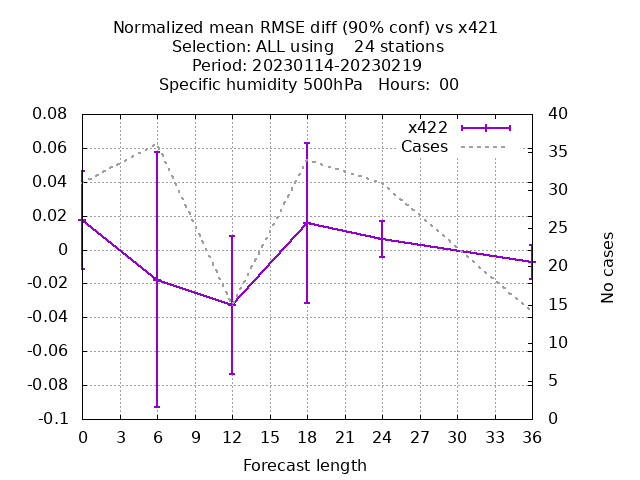 Normalized mean RMSE diff (90% conf) vs x421
Selection: ALL using    24 stations
Period: 20230114-20230219
Specific humidity 500hPa   Hours:  00
x422
Cases
0.08
0.06
0.04
0.02
0
-0.02
-0.04
-0.06
-0.08
-0.1
40
35
30
25
20
15
10
5
0
No cases
0 3 6 9 12 15 18 21 24 27 30 33 36
Forecast length